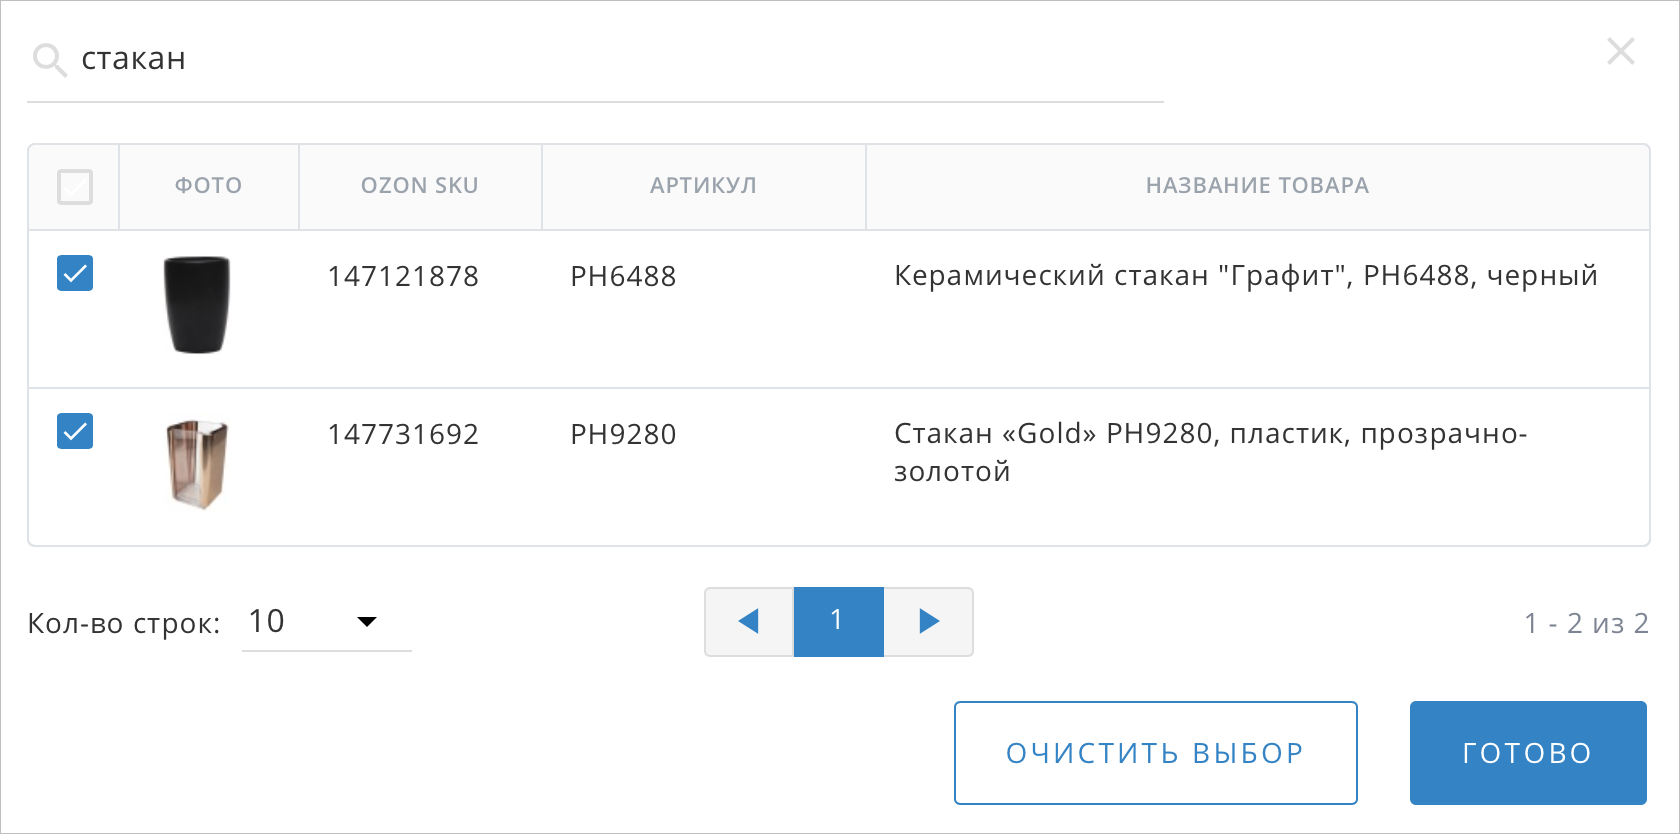 стакан
ФОТО OZON SKU АРТИКУЛ НАЗВАНИЕ ТОВАРА
147121878 PH6488 Керамический стакан "Графит", PH6488, черный
147731692 PH9280 Стакан «Gold» PH9280, пластик, прозрачно-
золотой
Кол-во строк: 10 1 1 - 2 из 2
ОЧИСТИТЬ ВЫБОР ГОТОВО